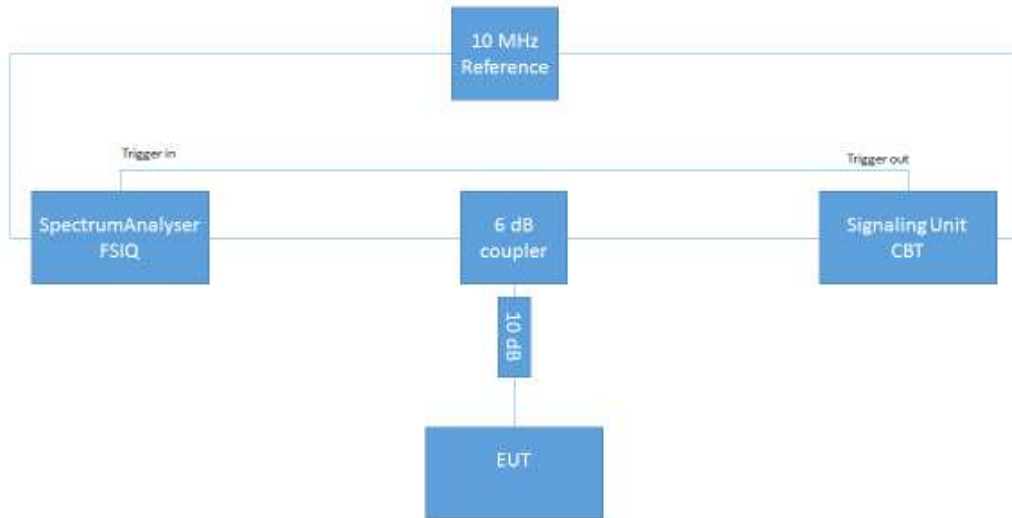 10 MHz
Reference
Trigger in
Trigger out
SpectrumAnalyser
FSIQ
6 dB
coupler
Signaling Unit
CBT
10 dB
EUT